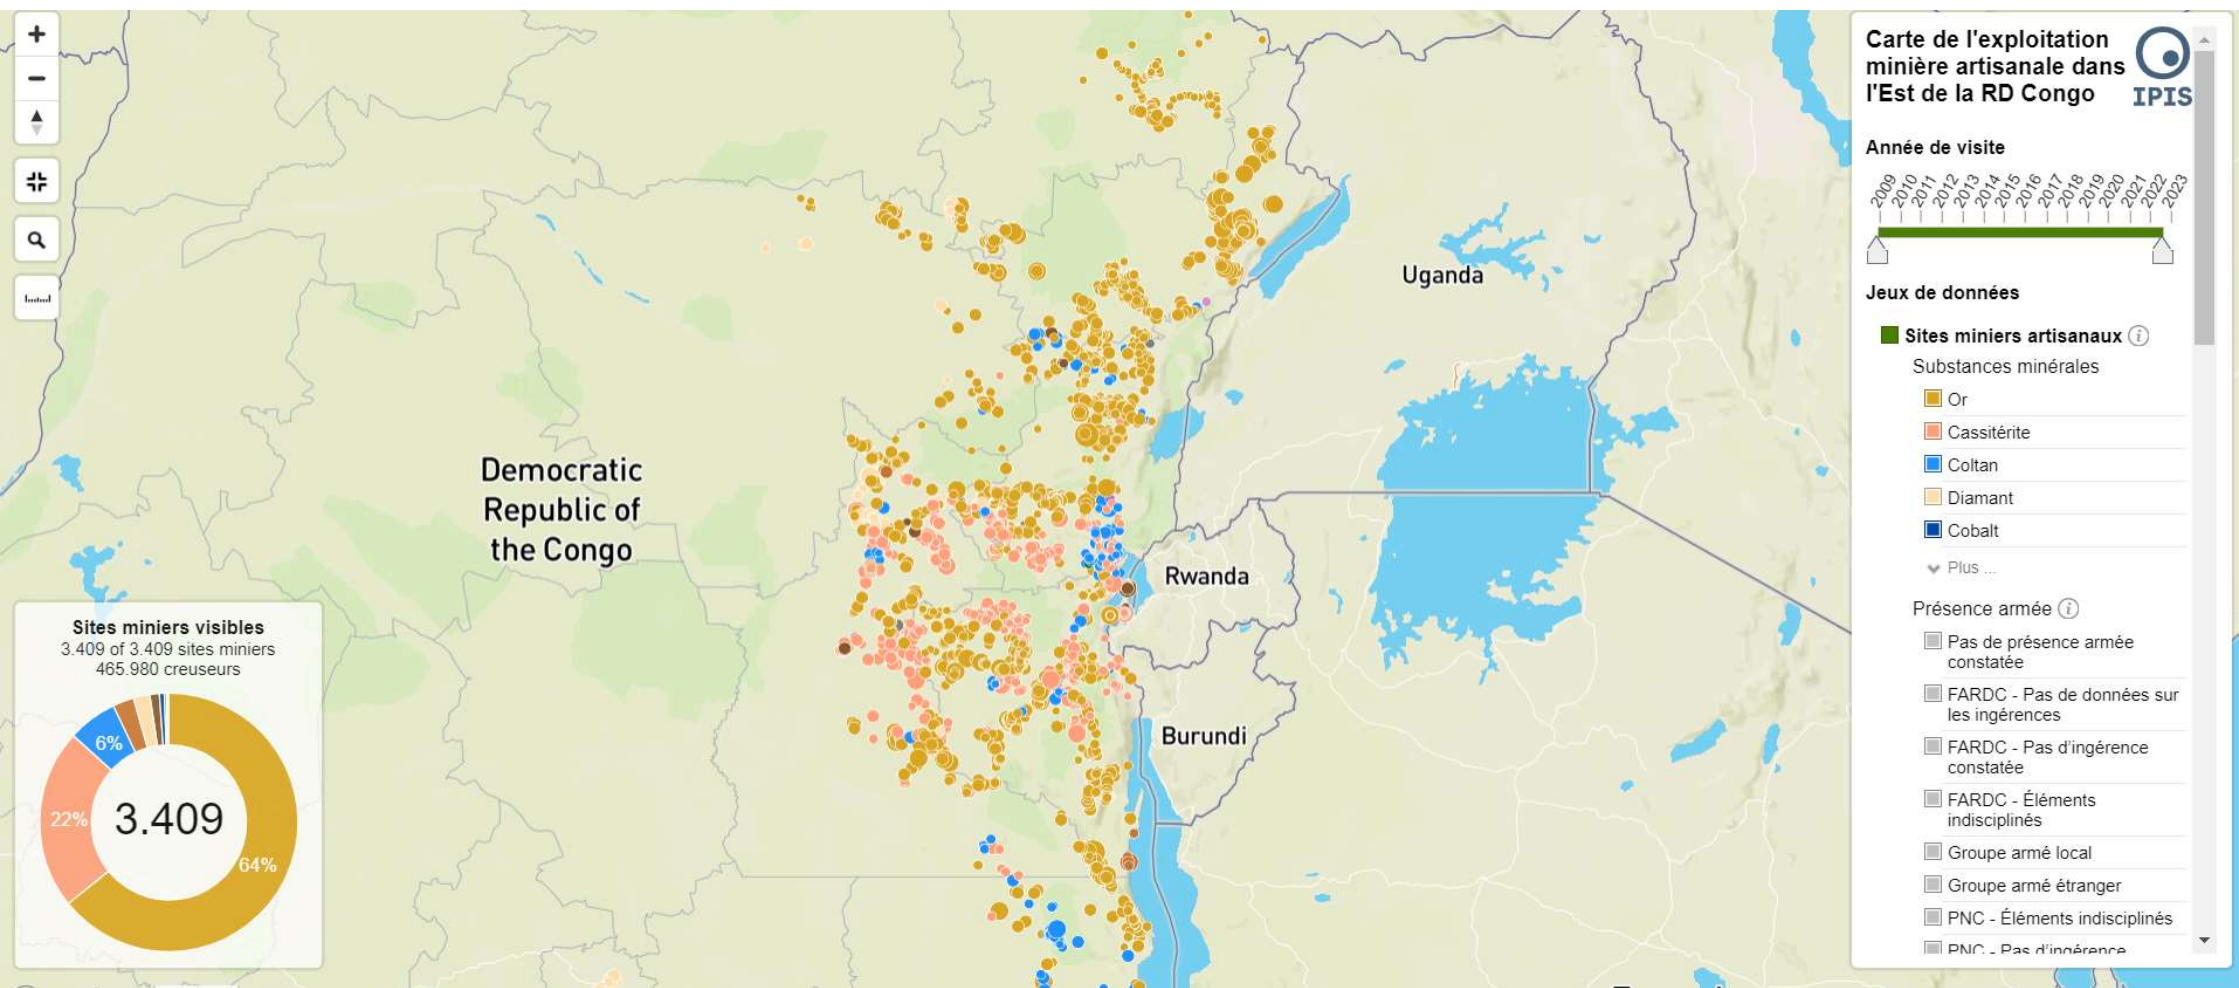 Carte de l'exploitation
minière artisanale dans
l'Est de la RD Congo
IPIS
Année de visite
2009
2010
2011
2012
2013
2014
2015
2016
2017
2018
2019
2020
2021
2022
2023
Jeux de données
Sites miniers artisanaux i
Substances minérales
Or
Cassitérite
Coltan
Diamant
Cobalt
Plus ...
Présence armée i
Pas de présence armée
constatée
FARDC - Pas de données sur
les ingérences
FARDC - Pas d'ingérence
constatée
FARDC - Éléments
indisciplinés
Groupe armé local
Groupe armé étranger
PNC - Éléments indisciplinés
PNC - Pas d'ingérence
Uganda
Democratic
Republic of
the Congo
Rwanda
Burundi
Sites miniers visibles
3.409 of 3.409 sites miniers
465.980 creuseurs
6%
22%
3.409
64%